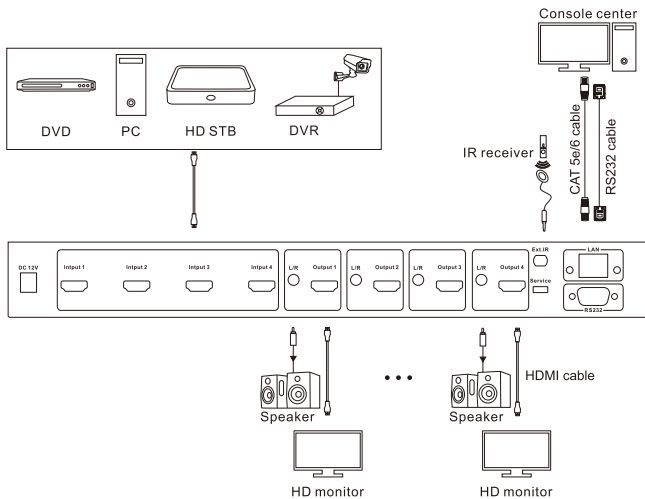 Console center
DVD
PC
HD STB
DVR
IR receiver
CAT 5e/6 cable
RS232 cable
DC 12V
Intput 1
Intput 2
Intput 3
Intput 4
L/R
Output 1
L/R
Output 2
L/R
Output 3
L/R
Output 4
Ext.IR
Service
LAN
RS232
HDMI cable
Speaker
Speaker
HD monitor
HD monitor